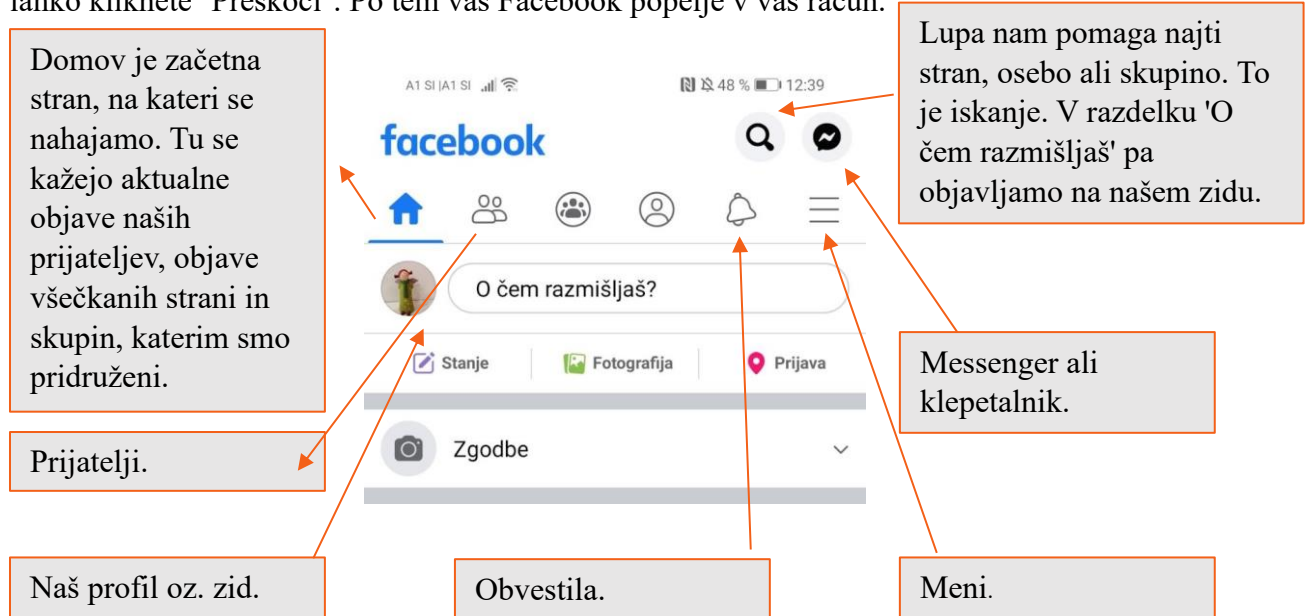 lahko kliknete "Preskoči". Po tem vas Facebook popelje v vaš račun.
Domov je začetna
stran, na kateri se
nahajamo. Tu se
kažejo aktualne
objave naših
prijateljev, objave
všečkanih strani in
skupin, katerim smo
pridruženi.
A1 SI |A1 SI
48 % 12:39
facebook
Lupa nam pomaga najti
stran, osebo ali skupino. To
je iskanje. V razdelku 'O
čem razmišljaš' pa
objavljamo na našem zidu.
O čem razmišljaš?
Stanje
Fotografija
Prijava
Messenger ali
klepetalnik.
Prijatelji.
Zgodbe
Naš profil oz. zid.
Obvestila.
Meni.